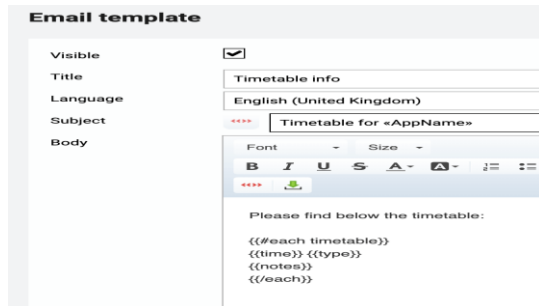 Email template
Visible
Title Timetable info
Language English (United Kingdom)
Subject «»» Timetable for «AppName»
Body Font Size
B I U S A A
«»»
Please find below the timetable:
{{#each timetable}}
{{time}} {{type}}
{{notes}}
{{/each}}